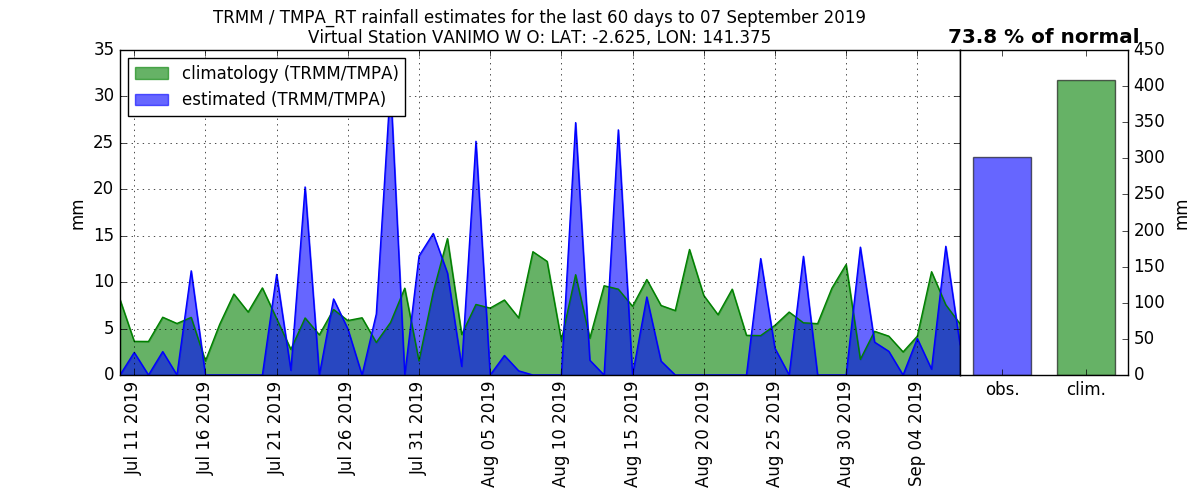 TRMM / TMPA_RT rainfall estimates for the last 60 days to 07 September 2019
Virtual Station VANIMO W O: LAT: -2.625, LON: 141.375
73.8 % of normal
climatology (TRMM/TMPA)
estimated (TRMM/TMPA)
35
30
25
20
15
10
5
0
mm
Jul 11 2019
Jul 16 2019
Jul 21 2019
Jul 26 2019
Jul 31 2019
Aug 05 2019
Aug 10 2019
Aug 15 2019
Aug 20 2019
Aug 25 2019
Aug 30 2019
Sep 04 2019
450
400
350
300
250
200
150
100
50
0
mm
obs.
clim.